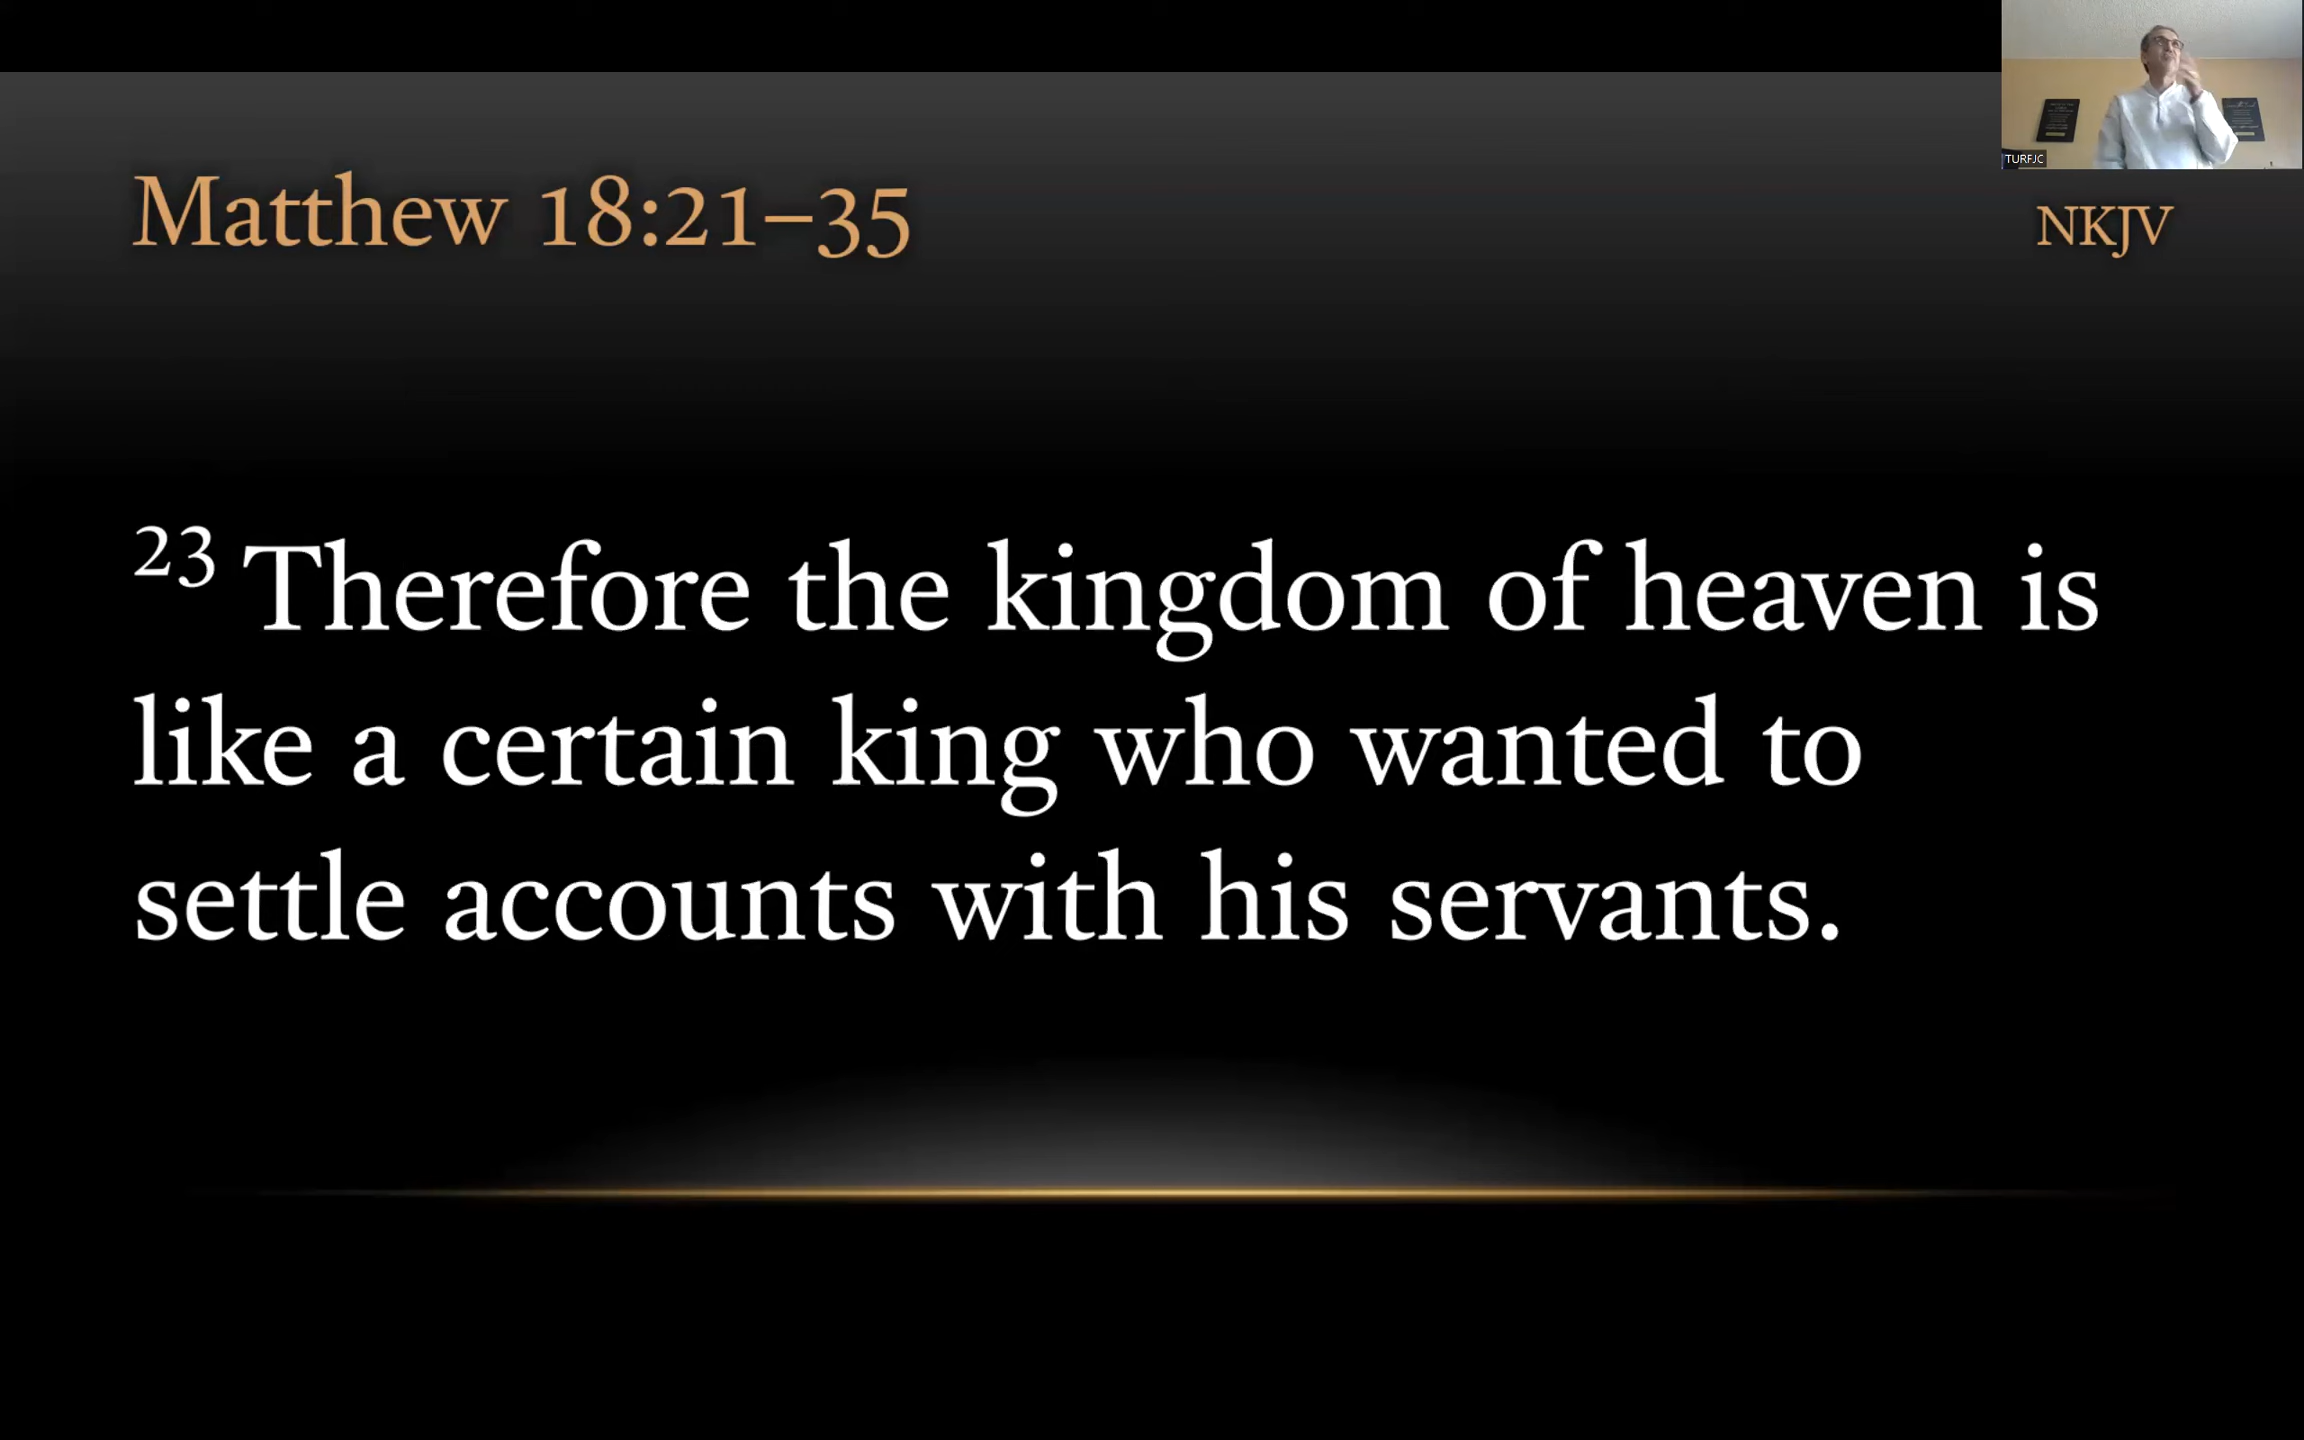 TURFJC
Matthew 18:21–35
NKJV
23 Therefore the kingdom of heaven is
like a certain king who wanted to
settle accounts with his servants.